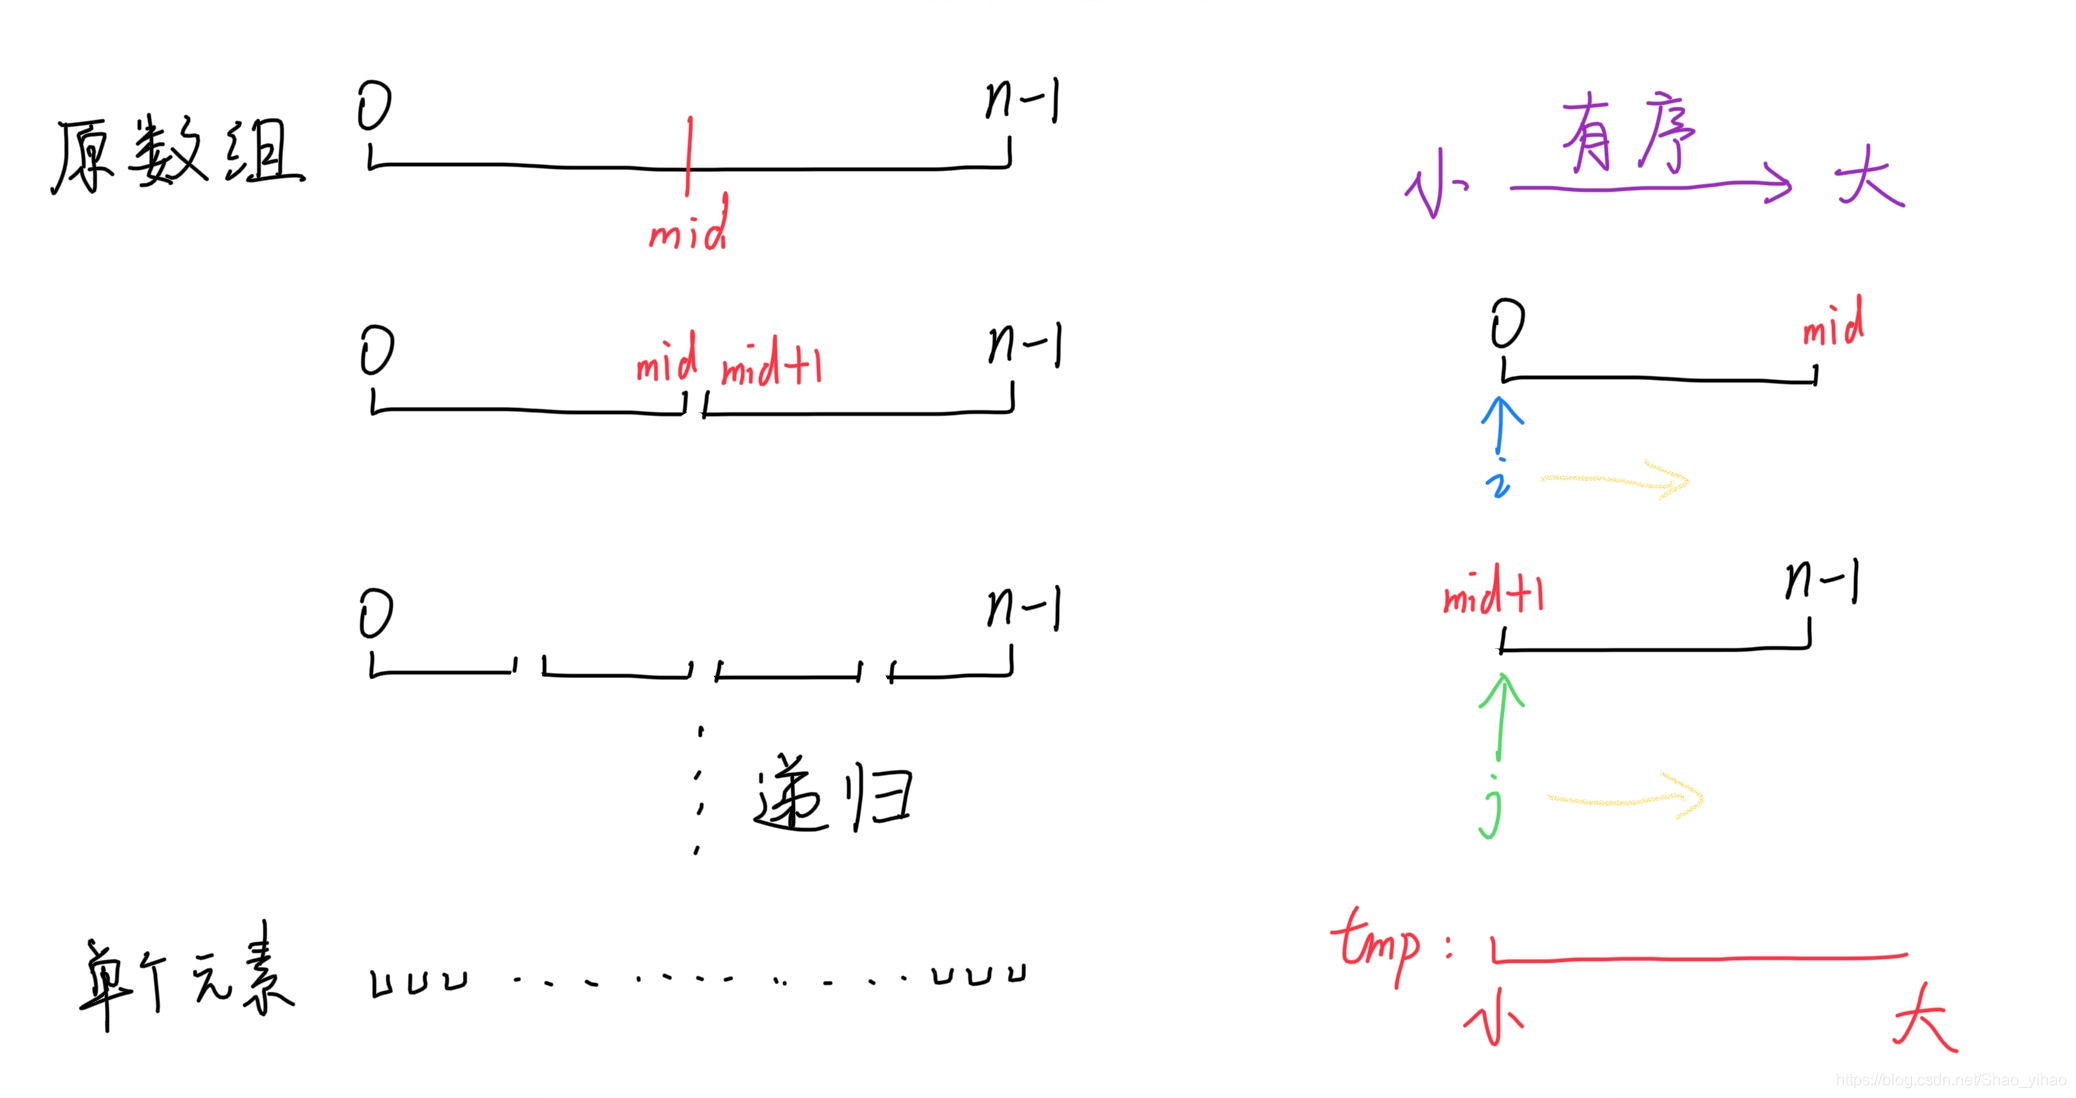 原数组
0 n-1
mid
0 mid mid+1 n-1
0 n-1
递归
单个元素
有序
小 大
0 mid
i
mid+1 n-1
j
tmp:
小 大
https://blog.csdn.net/Shao_yihao